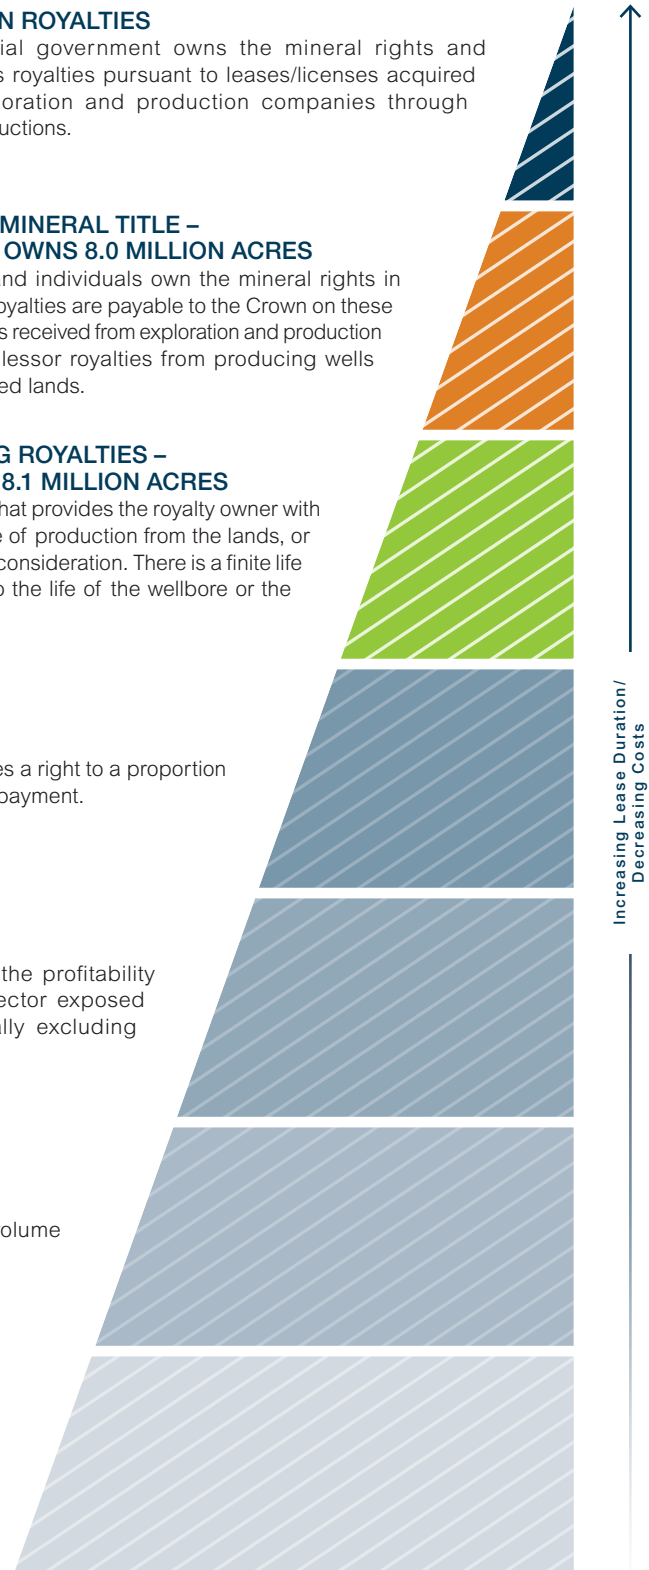 N ROYALTIES
ial government owns the mineral rights and
s royalties pursuant to leases/licenses acquired
oration and production companies through
uctions.
MINERAL TITLE –
OWNS 8.0 MILLION ACRES
nd individuals own the mineral rights in
oyalties are payable to the Crown on these
s received from exploration and production
lessor royalties from producing wells
ed lands.
G ROYALTIES –
8.1 MILLION ACRES
hat provides the royalty owner with
e of production from the lands, or
consideration. There is a finite life
o the life of the wellbore or the
es a right to a proportion
payment.
the profitability
ector exposed
ally excluding
olume
Increasing Lease Duration/
Decreasing Costs